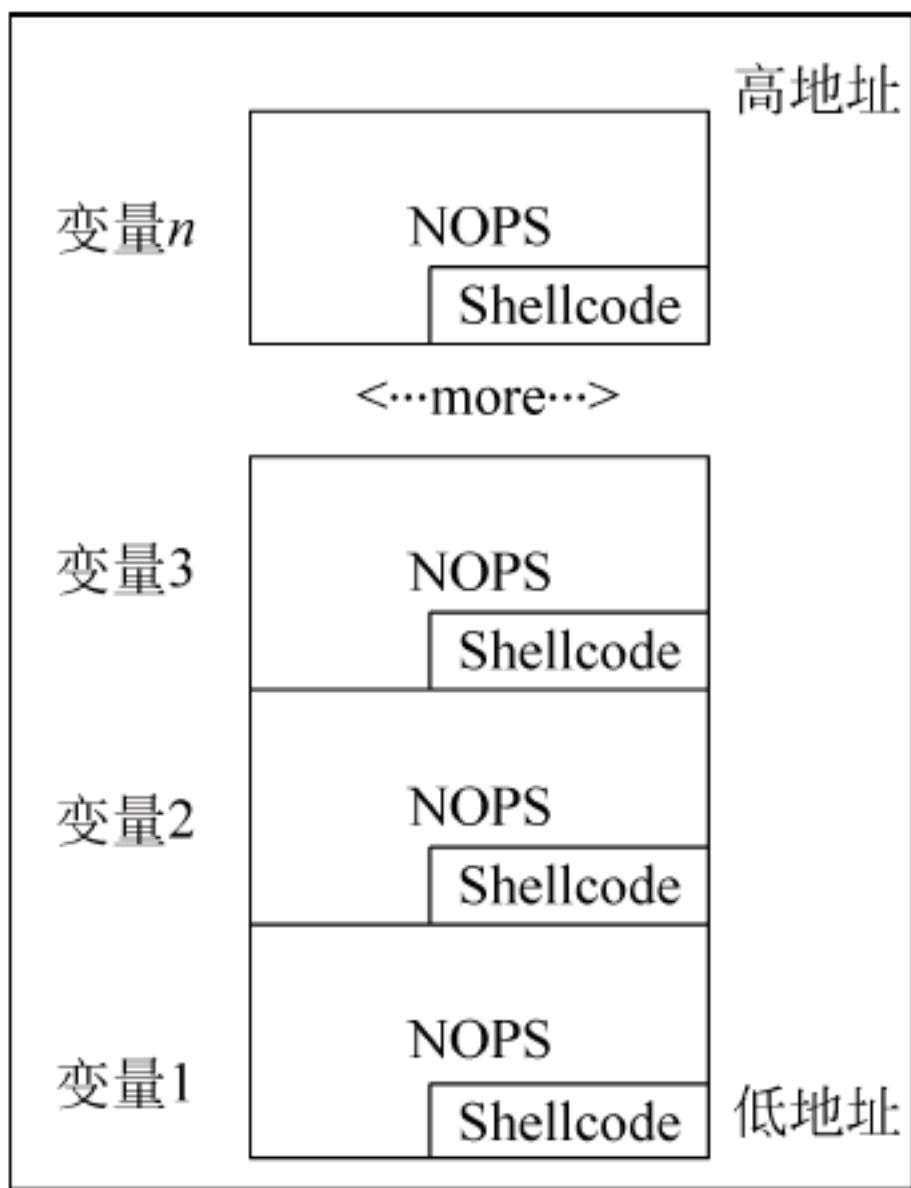 高地址
变量n
NOPS
Shellcode
<···more···>
变量3
NOPS
Shellcode
变量2
NOPS
Shellcode
变量1
NOPS
Shellcode
低地址